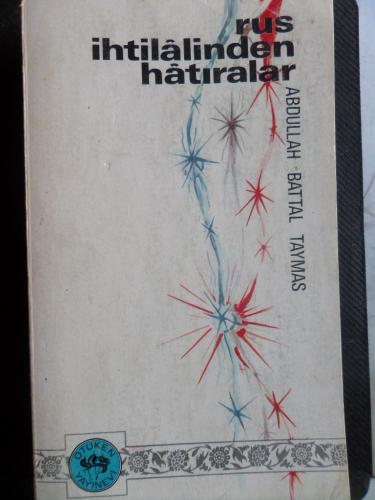 rus
ihtilâlinden
hâtıralar
ABDULLAH - BATTAL TAYMAS
ÖTÜKEN
YAYINEVİ